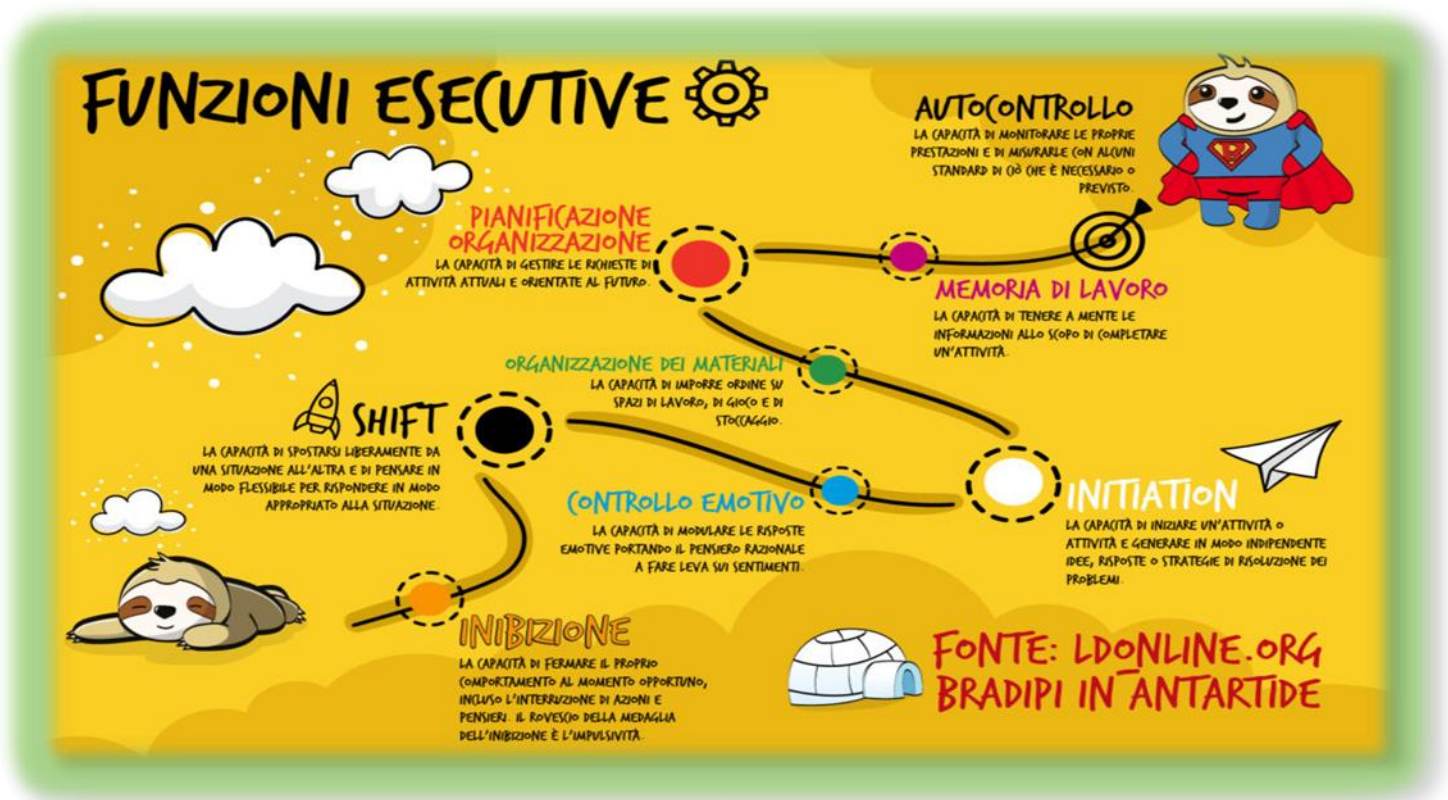 FUNZIONI ESECUTIVE
AUTOCONTROLLO
LA CAPACITÀ DI MONITORARE LE PROPRIE
PRESTAZIONI E DI MISURARLE CON ALCUNI
STANDARD DI CIÒ CHE È NECESSARIO O
PREVISTO.
PIANIFICAZIONE
ORGANIZZAZIONE
LA CAPACITÀ DI GESTIRE LE RICHIESTE DI
ATTIVITÀ ATTUALI E ORIENTATE AL FUTURO.
MEMORIA DI LAVORO
LA CAPACITÀ DI TENERE A MENTE LE
INFORMAZIONI ALLO SCOPO DI COMPLETARE
UN'ATTIVITÀ.
ORGANIZZAZIONE DEI MATERIALI
LA CAPACITÀ DI IMPORRE ORDINE SU
SPAZI DI LAVORO, DI GIOCO E DI
STOCCAGGIO.
SHIFT
LA CAPACITÀ DI SPOSTARSI LIBERAMENTE DA
UNA SITUAZIONE ALL'ALTRA E DI PENSARE IN
MODO FLESSIBILE PER RISPONDERE IN MODO
APPROPRIATO ALLA SITUAZIONE.
CONTROLLO EMOTIVO
LA CAPACITÀ DI MODULARE LE RISPOSTE
EMOTIVE PORTANDO IL PENSIERO RAZIONALE
A FARE LEVA SUI SENTIMENTI.
INITIATION
LA CAPACITÀ DI INIZIARE UN'ATTIVITÀ O
ATTIVITÀ E GENERARE IN MODO INDIPENDENTE
IDEE, RISPOSTE O STRATEGIE DI RISOLUZIONE DEI
PROBLEMI.
INIBIZIONE
LA CAPACITÀ DI FERMARE IL PROPRIO
COMPORTAMENTO AL MOMENTO OPPORTUNO,
INCLUSO L'INTERRUZIONE DI AZIONI E
PENSIERI. IL ROVESCIO DELLA MEDAGLIA
DELL'INIBIZIONE È L'IMPULSIVITÀ.
FONTE: LDONLINE.ORG
BRADIPI IN_ANTARTIDE